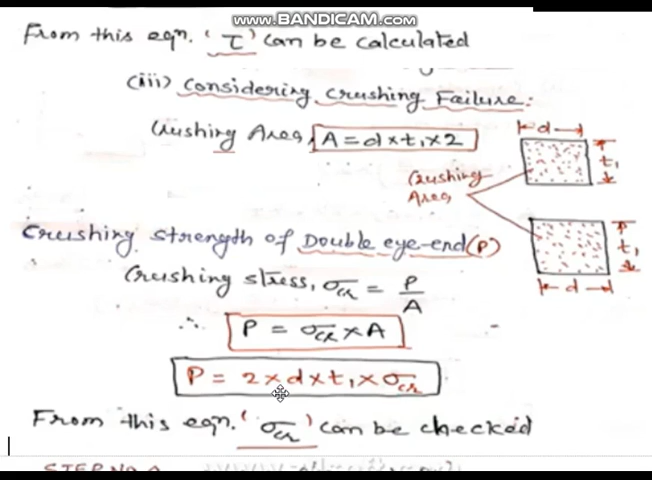 www.BANDICAM.com
From this eqn. 'τ' can be calculated
(iii) Considering Crushing Failure:
Crushing Area, A = d × t₁ × 2
d
t₁
Crushing Area
Crushing strength of Double eye-end (P)
t₁
d
Crushing stress, σcr = P/A
∴ P = σcr × A
P = 2 × d × t₁ × σcr
From this eqn. 'σcr' can be checked